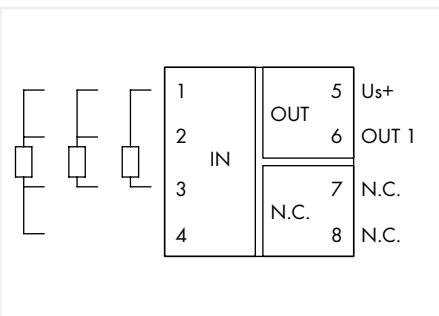 1 5 Us+
OUT
2 6 OUT 1
IN
3 7 N.C.
N.C.
4 8 N.C.